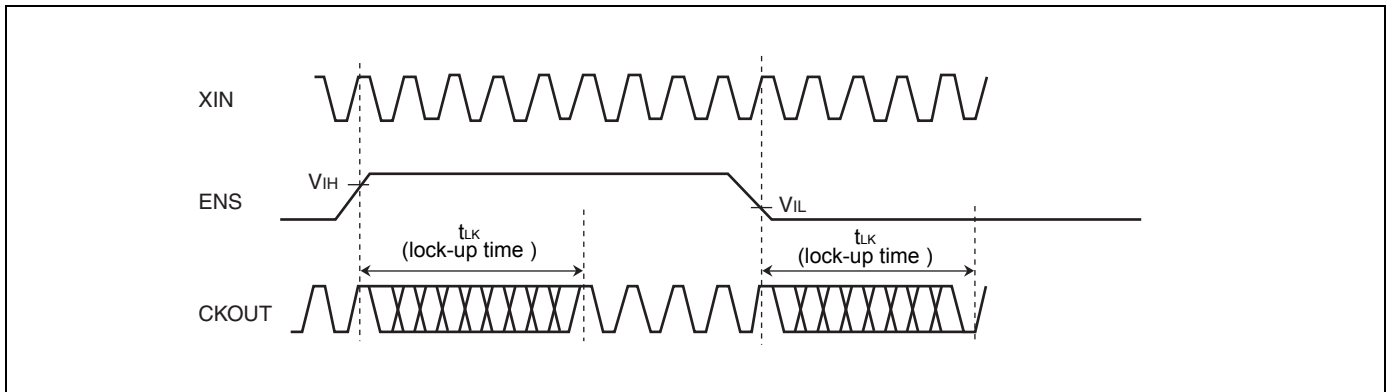 XIN
VIH
ENS
VIL
tLK
(lock-up time )
tLK
(lock-up time )
CKOUT